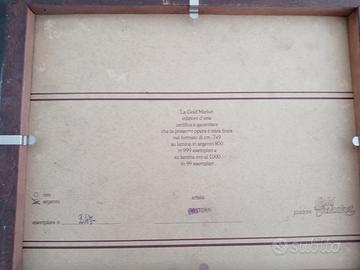 La Gold Market
edizioni d'arte
certifica e garantisce
che la presente opera è stata tirata
nel formato di cm. 7x9
su lamina in argento 800
in 999 esemplari e
su lamina oro al 1000
in 99 esemplari
oro
argento
artista
esemplare n.
posizione
subito